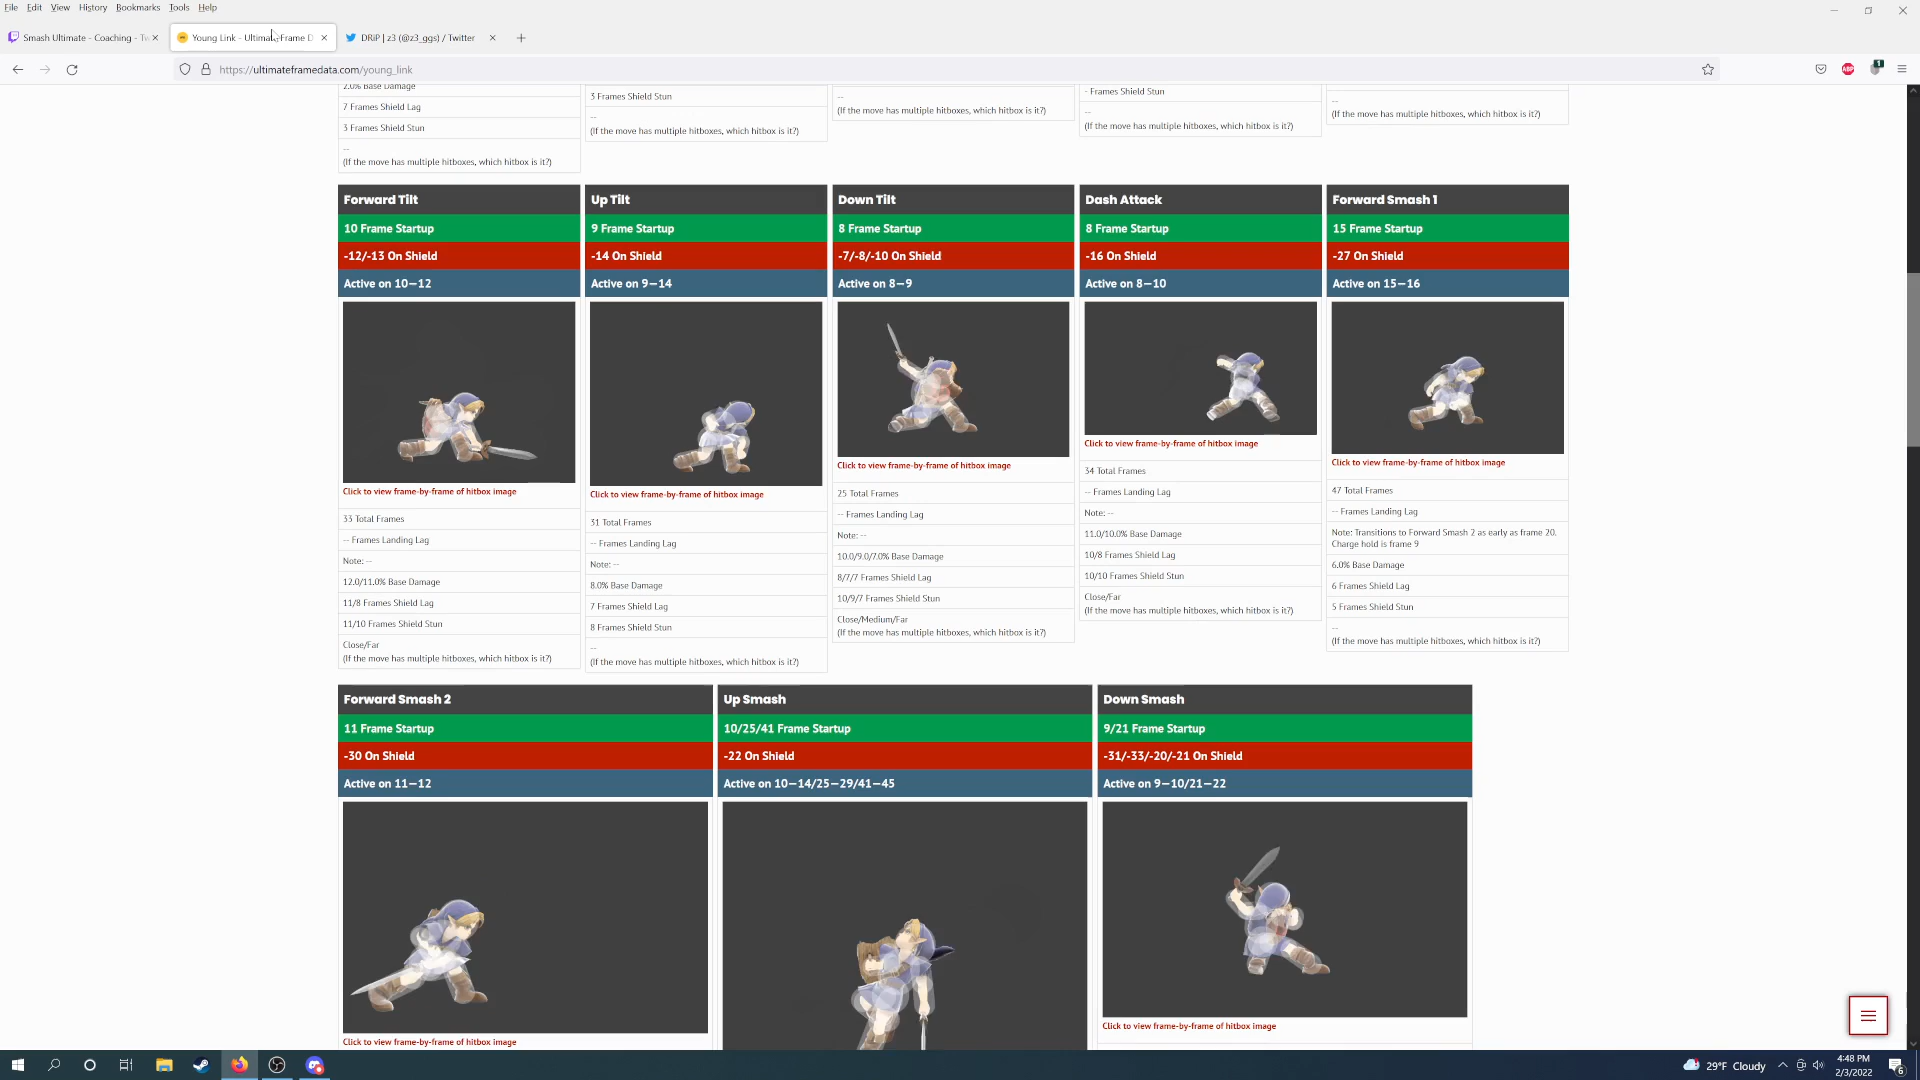 File Edit View History Bookmarks Tools Help
Smash Ultimate - Coaching - Tw
Young Link - Ultimate Frame D
DRiP | z3 (@z3_ggs) / Twitter
https://ultimateframedata.com/young_link
2.0% Base Damage
7 Frames Shield Lag
3 Frames Shield Stun
--
(If the move has multiple hitboxes, which hitbox is it?)
3 Frames Shield Stun
--
(If the move has multiple hitboxes, which hitbox is it?)
--
(If the move has multiple hitboxes, which hitbox is it?)
- Frames Shield Stun
--
(If the move has multiple hitboxes, which hitbox is it?)
--
(If the move has multiple hitboxes, which hitbox is it?)
Forward Tilt
10 Frame Startup
-12/-13 On Shield
Active on 10—12
Click to view frame-by-frame of hitbox image
33 Total Frames
-- Frames Landing Lag
Note: --
12.0/11.0% Base Damage
11/8 Frames Shield Lag
11/10 Frames Shield Stun
Close/Far
(If the move has multiple hitboxes, which hitbox is it?)
Up Tilt
9 Frame Startup
-14 On Shield
Active on 9—14
Click to view frame-by-frame of hitbox image
31 Total Frames
-- Frames Landing Lag
Note: --
8.0% Base Damage
7 Frames Shield Lag
8 Frames Shield Stun
--
(If the move has multiple hitboxes, which hitbox is it?)
Down Tilt
8 Frame Startup
-7/-8/-10 On Shield
Active on 8—9
Click to view frame-by-frame of hitbox image
25 Total Frames
-- Frames Landing Lag
Note: --
10.0/9.0/7.0% Base Damage
8/7/7 Frames Shield Lag
10/9/7 Frames Shield Stun
Close/Medium/Far
(If the move has multiple hitboxes, which hitbox is it?)
Dash Attack
8 Frame Startup
-16 On Shield
Active on 8—10
Click to view frame-by-frame of hitbox image
34 Total Frames
-- Frames Landing Lag
Note: --
11.0/10.0% Base Damage
10/8 Frames Shield Lag
10/10 Frames Shield Stun
Close/Far
(If the move has multiple hitboxes, which hitbox is it?)
Forward Smash 1
15 Frame Startup
-27 On Shield
Active on 15—16
Click to view frame-by-frame of hitbox image
47 Total Frames
-- Frames Landing Lag
Note: Transitions to Forward Smash 2 as early as frame 20.
Charge hold is frame 9
6.0% Base Damage
6 Frames Shield Lag
5 Frames Shield Stun
--
(If the move has multiple hitboxes, which hitbox is it?)
Forward Smash 2
11 Frame Startup
-30 On Shield
Active on 11—12
Click to view frame-by-frame of hitbox image
Up Smash
10/25/41 Frame Startup
-22 On Shield
Active on 10—14/25—29/41—45
Down Smash
9/21 Frame Startup
-31/-33/-20/-21 On Shield
Active on 9—10/21—22
Click to view frame-by-frame of hitbox image
ABP
1
29°F Cloudy
4:48 PM
2/3/2022
6